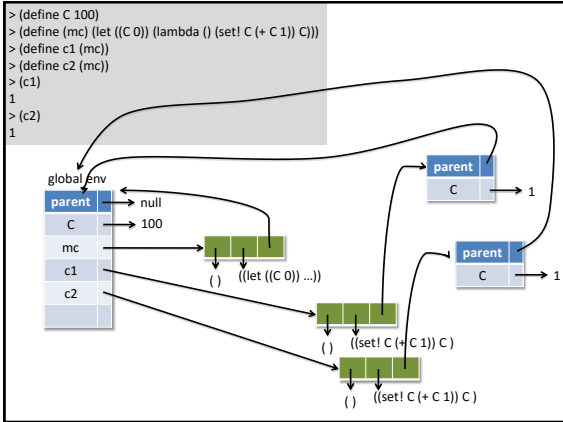 > (define C 100)
> (define (mc) (let ((C 0)) (lambda () (set! C (+ C 1)) C)))
> (define c1 (mc))
> (define c2 (mc))
> (c1)
1
> (c2)
1
global env
parent
null
C
100
mc
c1
c2
( )
((let ((C 0)) ...))
parent
C
1
parent
C
1
( )
((set! C (+ C 1)) C )
( )
((set! C (+ C 1)) C )